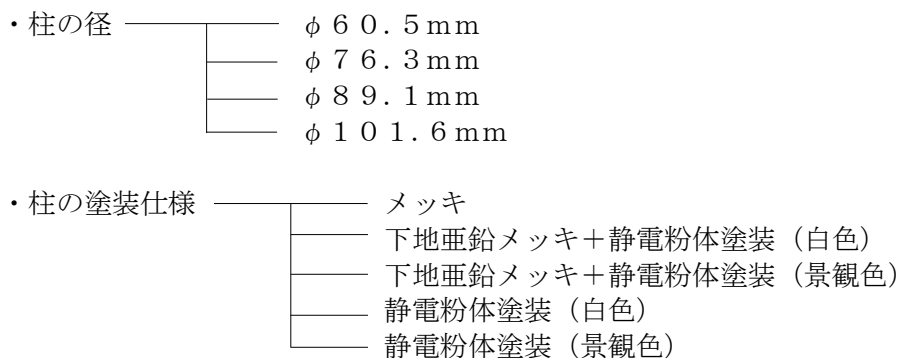 ・柱の径 φ６０.５mm
φ７６.３mm
φ８９.１mm
φ１０１.６mm
・柱の塗装仕様 メッキ
下地亜鉛メッキ＋静電粉体塗装（白色）
下地亜鉛メッキ＋静電粉体塗装（景観色）
静電粉体塗装（白色）
静電粉体塗装（景観色）